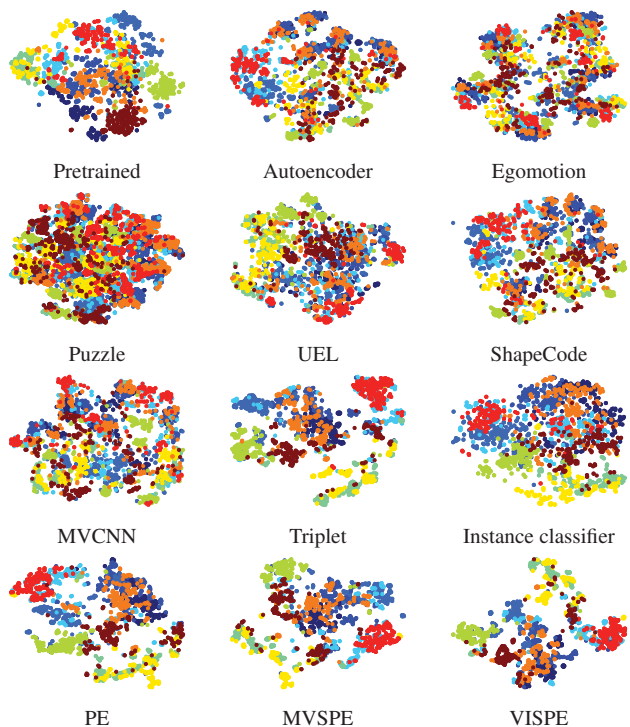 Pretrained Autoencoder Egomotion
Puzzle UEL ShapeCode
MVCNN Triplet Instance classifier
PE MVSPE VISPE